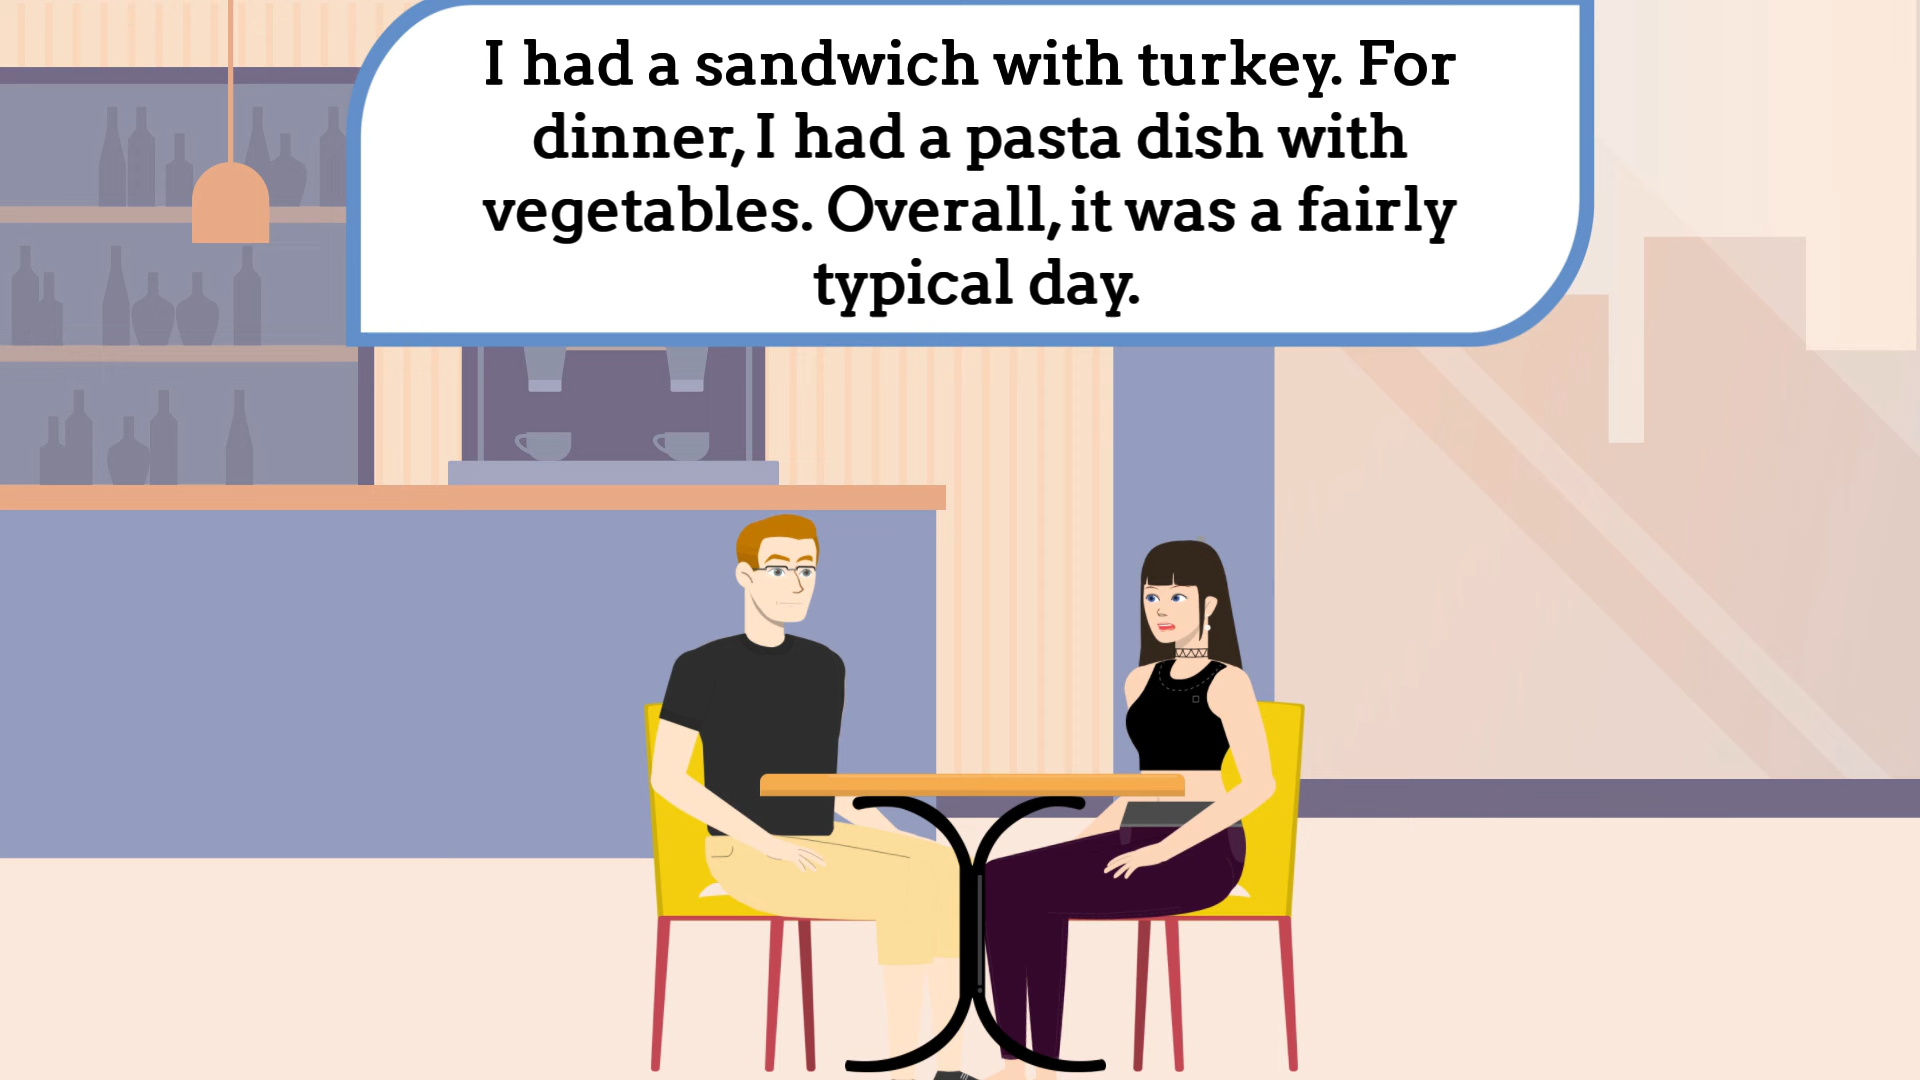 I had a sandwich with turkey. For
dinner, I had a pasta dish with
vegetables. Overall, it was a fairly
typical day.